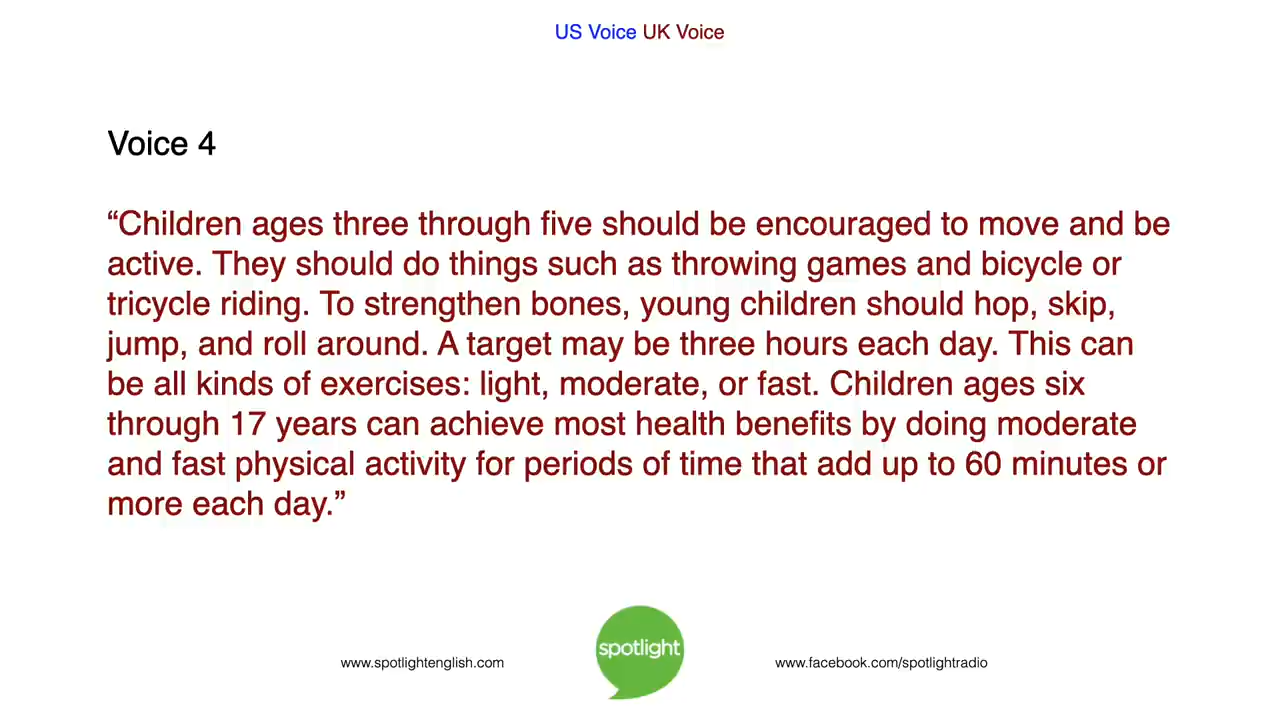 US Voice UK Voice
Voice 4
“Children ages three through five should be encouraged to move and be
active. They should do things such as throwing games and bicycle or
tricycle riding. To strengthen bones, young children should hop, skip,
jump, and roll around. A target may be three hours each day. This can
be all kinds of exercises: light, moderate, or fast. Children ages six
through 17 years can achieve most health benefits by doing moderate
and fast physical activity for periods of time that add up to 60 minutes or
more each day.”
spotlight
www.spotlightenglish.com
www.facebook.com/spotlightradio